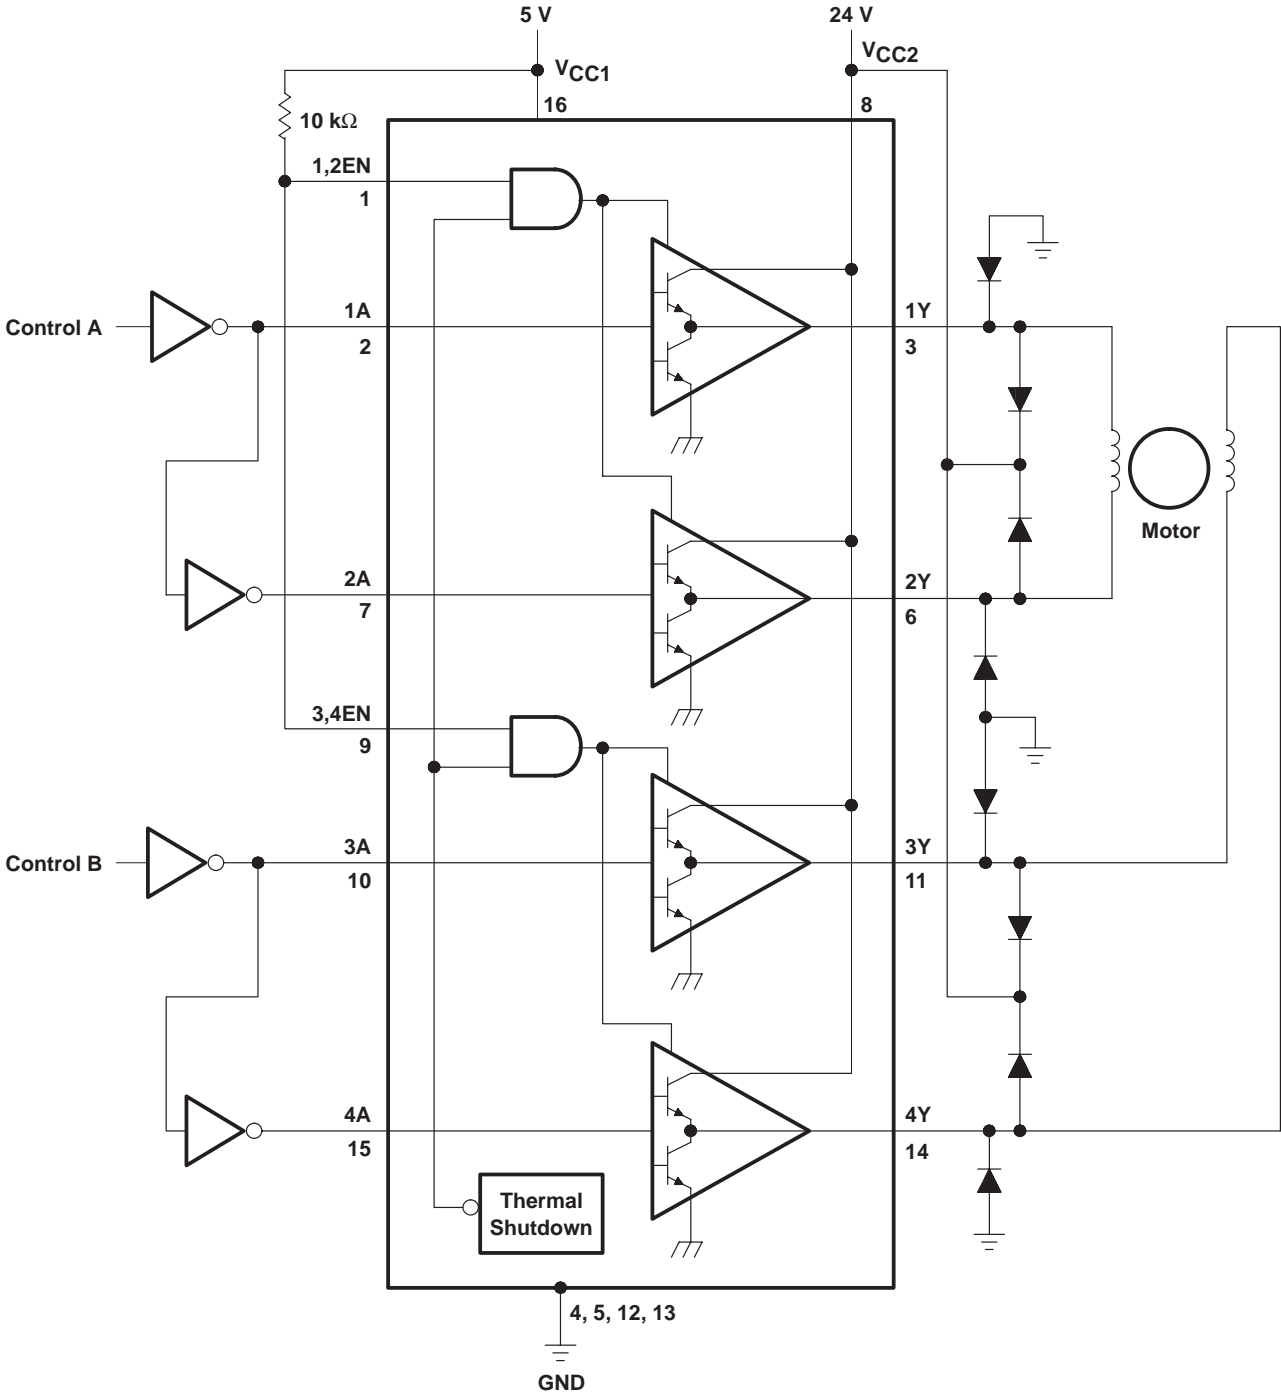 5 V
24 V
VCC1
VCC2
16
8
10 kΩ
1,2EN
1
Control A
1A
2
1Y
3
Motor
2A
7
2Y
6
3,4EN
9
Control B
3A
10
3Y
11
4A
15
4Y
14
Thermal
Shutdown
4, 5, 12, 13
GND